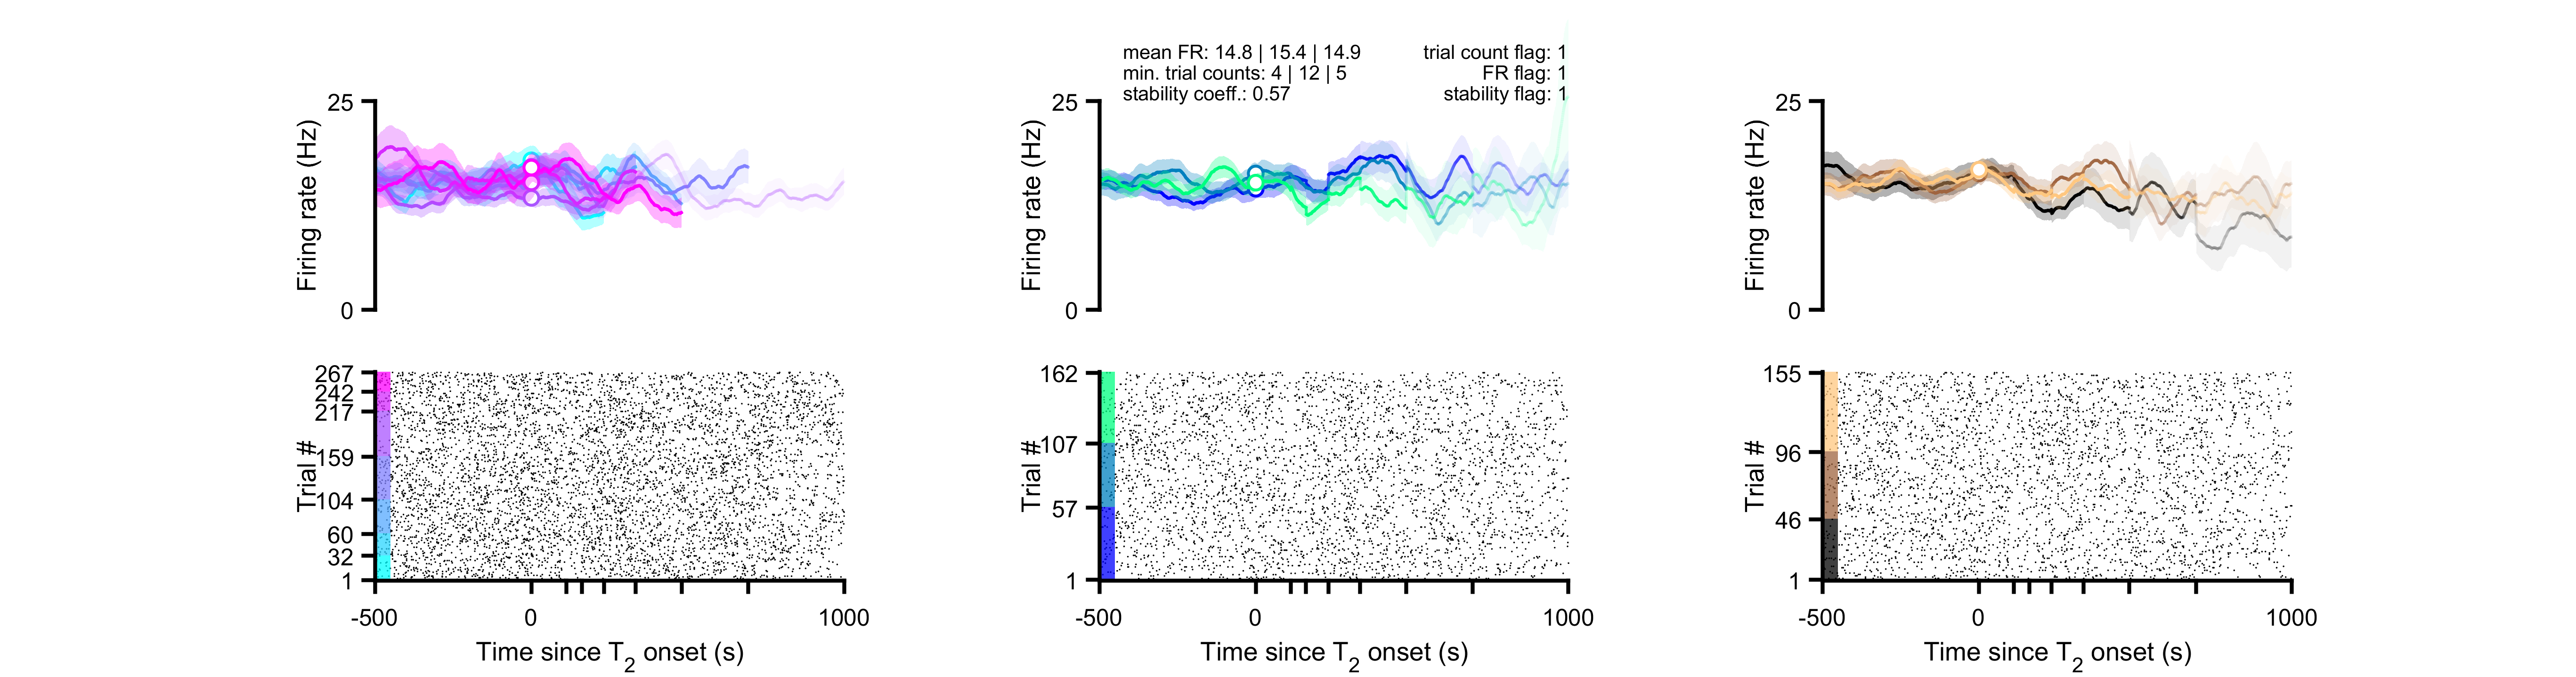 mean FR: 14.8 | 15.4 | 14.9
min. trial counts: 4 | 12 | 5
stability coeff.: 0.57
trial count flag: 1
FR flag: 1
stability flag: 1
25
Firing rate (Hz)
0
25
Firing rate (Hz)
0
25
Firing rate (Hz)
0
267
242
217
159
104
60
32
1
Trial #
-500
0
1000
Time since T2 onset (s)
162
107
57
1
Trial #
-500
0
1000
Time since T2 onset (s)
155
96
46
1
Trial #
-500
0
1000
Time since T2 onset (s)